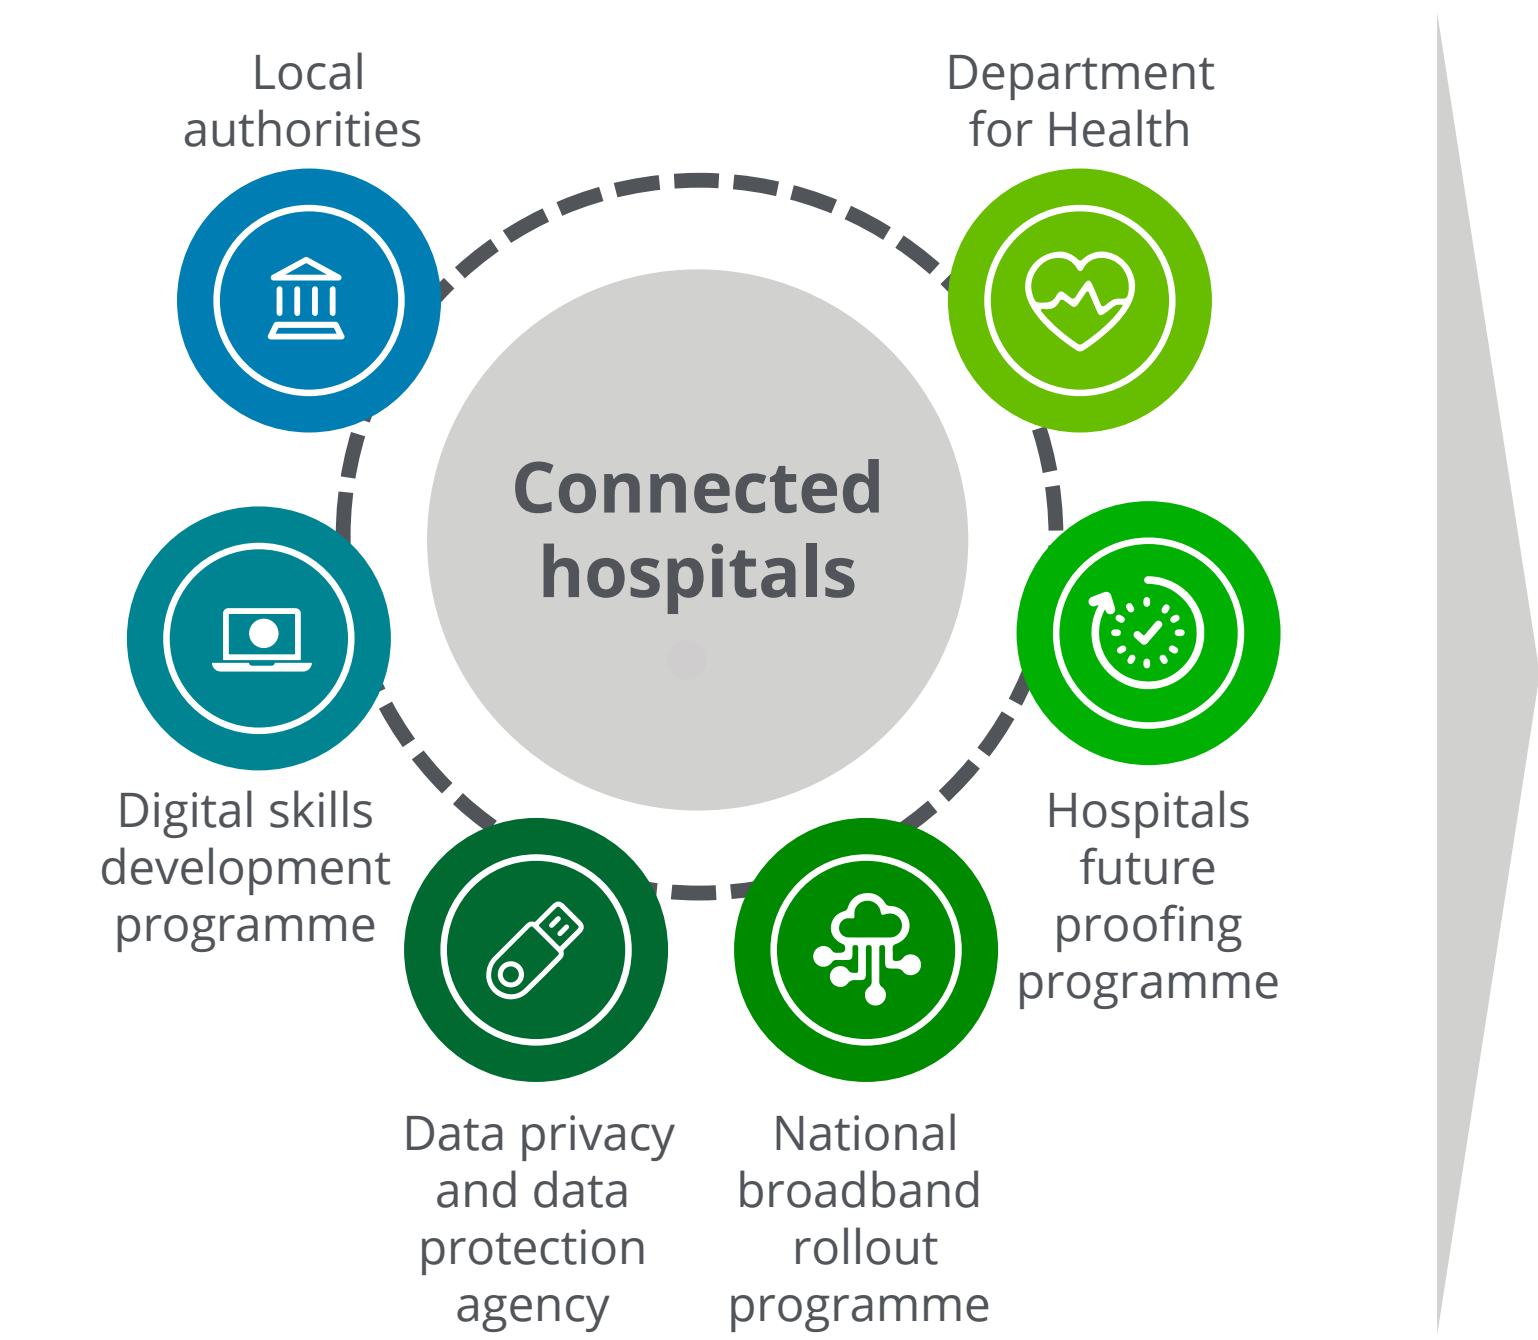 Local
authorities
Department
for Health
Connected
hospitals
Digital skills
development
programme
Hospitals
future
proofing
programme
Data privacy
and data
protection
agency
National
broadband
rollout
programme